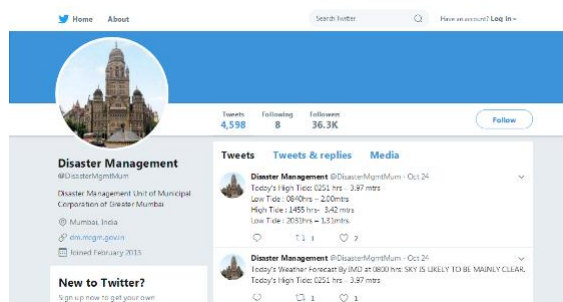 Home About
Search Twitter
Have an account? Log in
Tweets Following Followers
4,598 8 36.3K
Follow
Disaster Management
@DisasterMgmtMum
Disaster Management Unit of Municipal
Corporation of Greater Mumbai
Mumbai, India
dm.mcgm.gov.in
Joined February 2013
New to Twitter?
Sign up now to get your own
Tweets Tweets & replies Media
Disaster Management @DisasterMgmtMum · Oct 24
Today's High Tide: 0251 hrs – 3.97 mtrs
Low Tide : 0840hrs – 2.00mtrs
High Tide : 1455 hrs- 3.42 mtrs
Low Tide : 2033hrs – 1.31mtrs.
1 2
Disaster Management @DisasterMgmtMum · Oct 24
Today's Weather Forecast By IMD at 0800 hrs: SKY IS LIKELY TO BE MAINLY CLEAR.
Today's High Tide: 0251 hrs – 3.97 mtrs
1 1